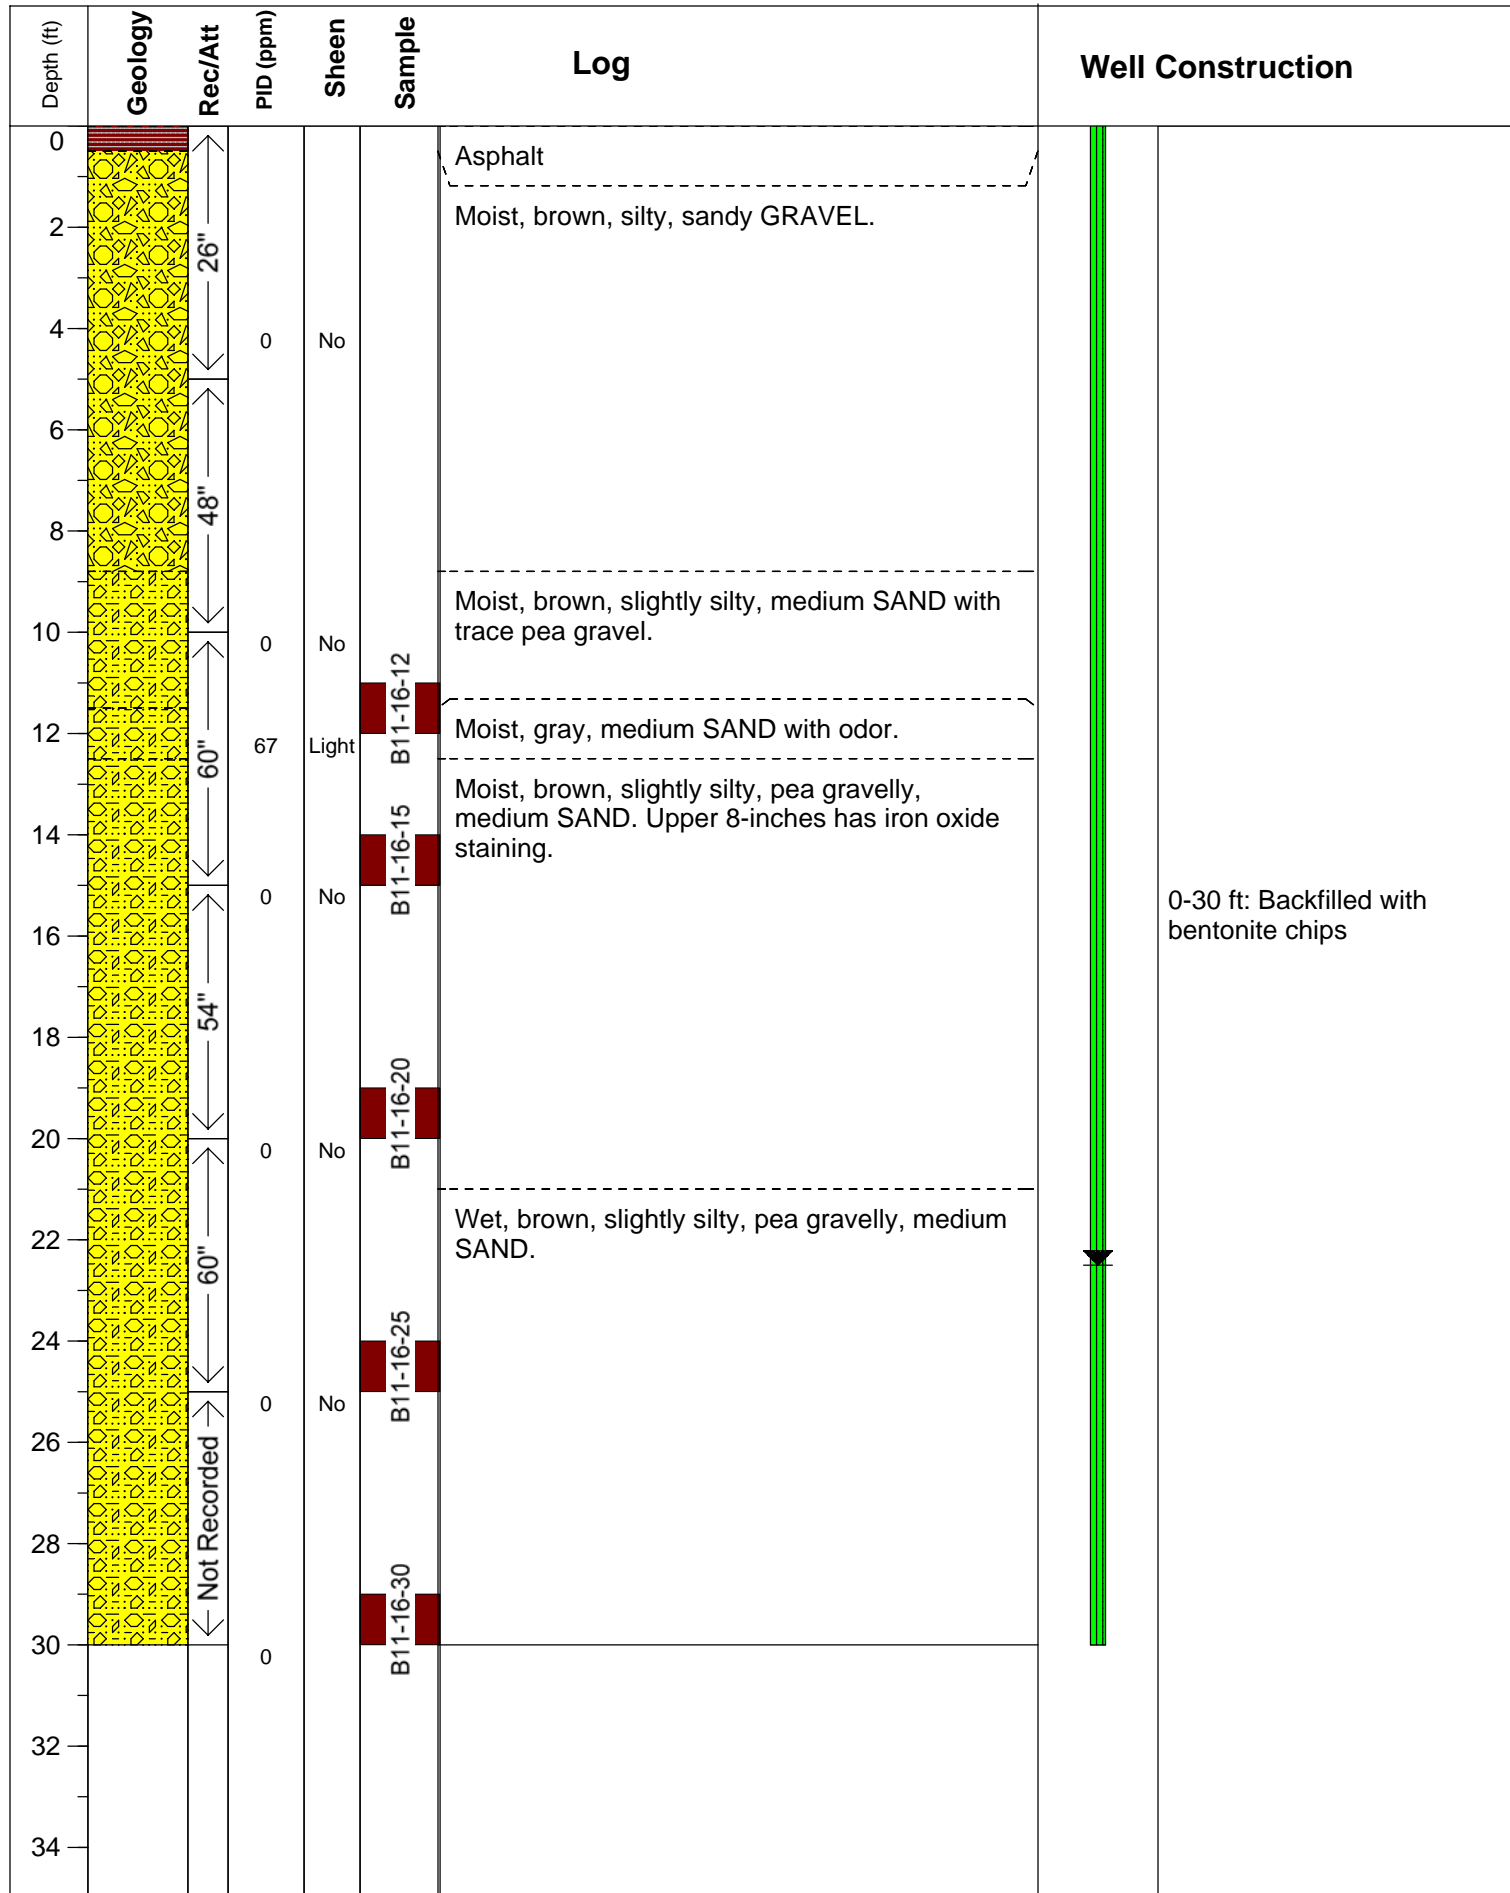 Depth (ft)
Geology
Rec/Att
PID (ppm)
Sheen
Sample
Log
Well Construction
0
Asphalt
Moist, brown, silty, sandy GRAVEL.
2
26"
4
0 No
6
48"
8
Moist, brown, slightly silty, medium SAND with
trace pea gravel.
10
0 No
B11-16-12
Moist, gray, medium SAND with odor.
12
67 Light
60"
Moist, brown, slightly silty, pea gravelly,
medium SAND. Upper 8-inches has iron oxide
staining.
14
B11-16-15
0 No
0-30 ft: Backfilled with
bentonite chips
16
54"
18
B11-16-20
20
0 No
Wet, brown, slightly silty, pea gravelly, medium
SAND.
22
60"
24
B11-16-25
0 No
26
Not Recorded
28
B11-16-30
30
0
32
34